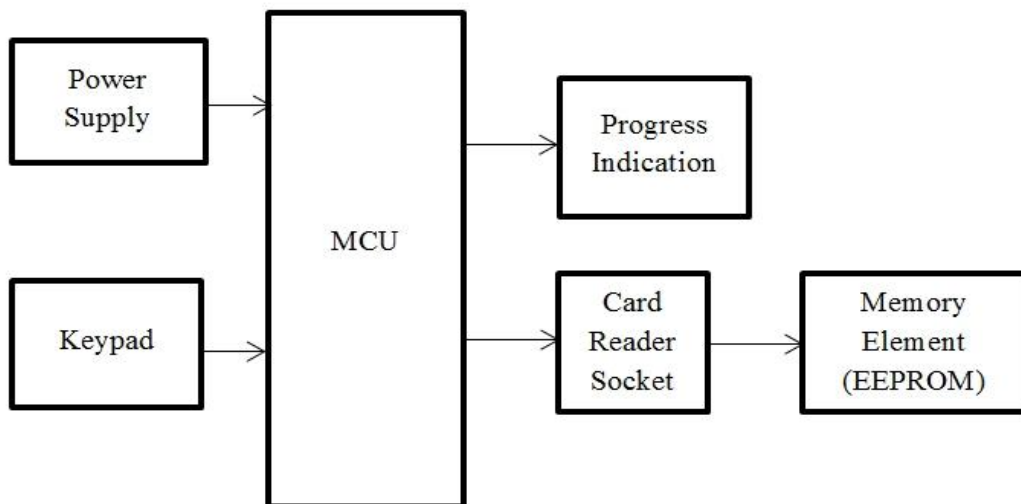 Power
Supply
Keypad
MCU
Progress
Indication
Card
Reader
Socket
Memory
Element
(EEPROM)